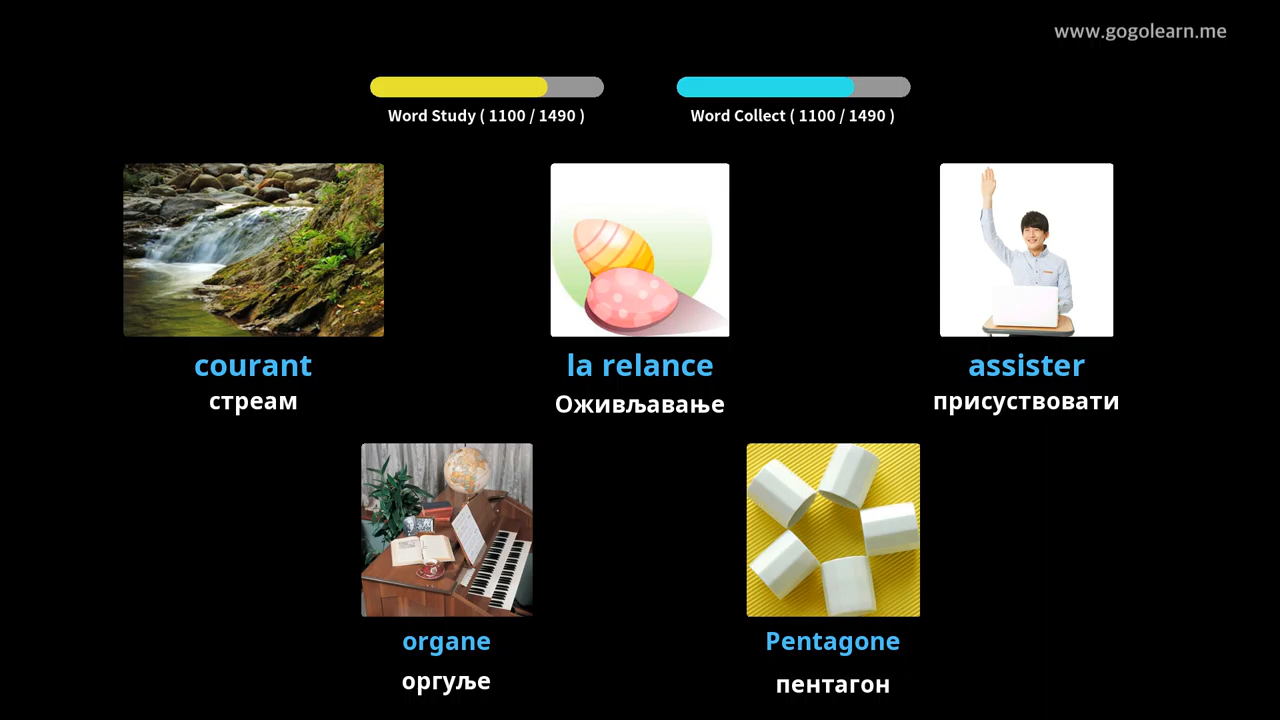 www.gogolearn.me
Word Study ( 1100 / 1490 )
Word Collect ( 1100 / 1490 )
courant
стреам
la relance
Оживљавање
assister
присуствовати
organe
оргуље
Pentagone
пентагон